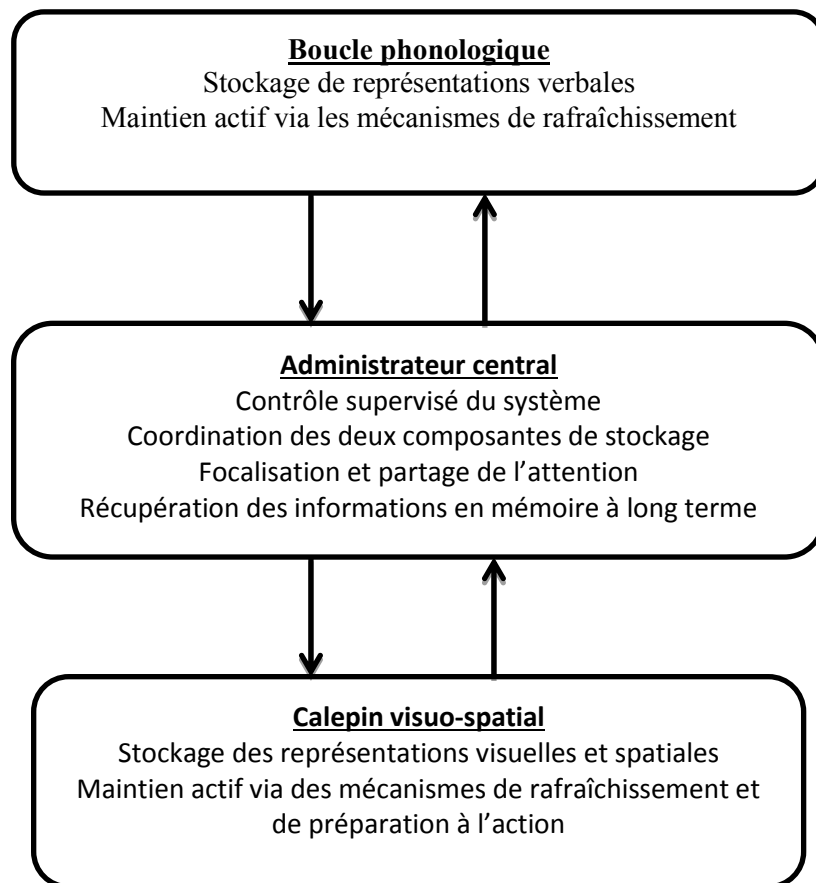 Boucle phonologique
Stockage de représentations verbales
Maintien actif via les mécanismes de rafraîchissement
Administrateur central
Contrôle supervisé du système
Coordination des deux composantes de stockage
Focalisation et partage de l’attention
Récupération des informations en mémoire à long terme
Calepin visuo-spatial
Stockage des représentations visuelles et spatiales
Maintien actif via des mécanismes de rafraîchissement et
de préparation à l’action